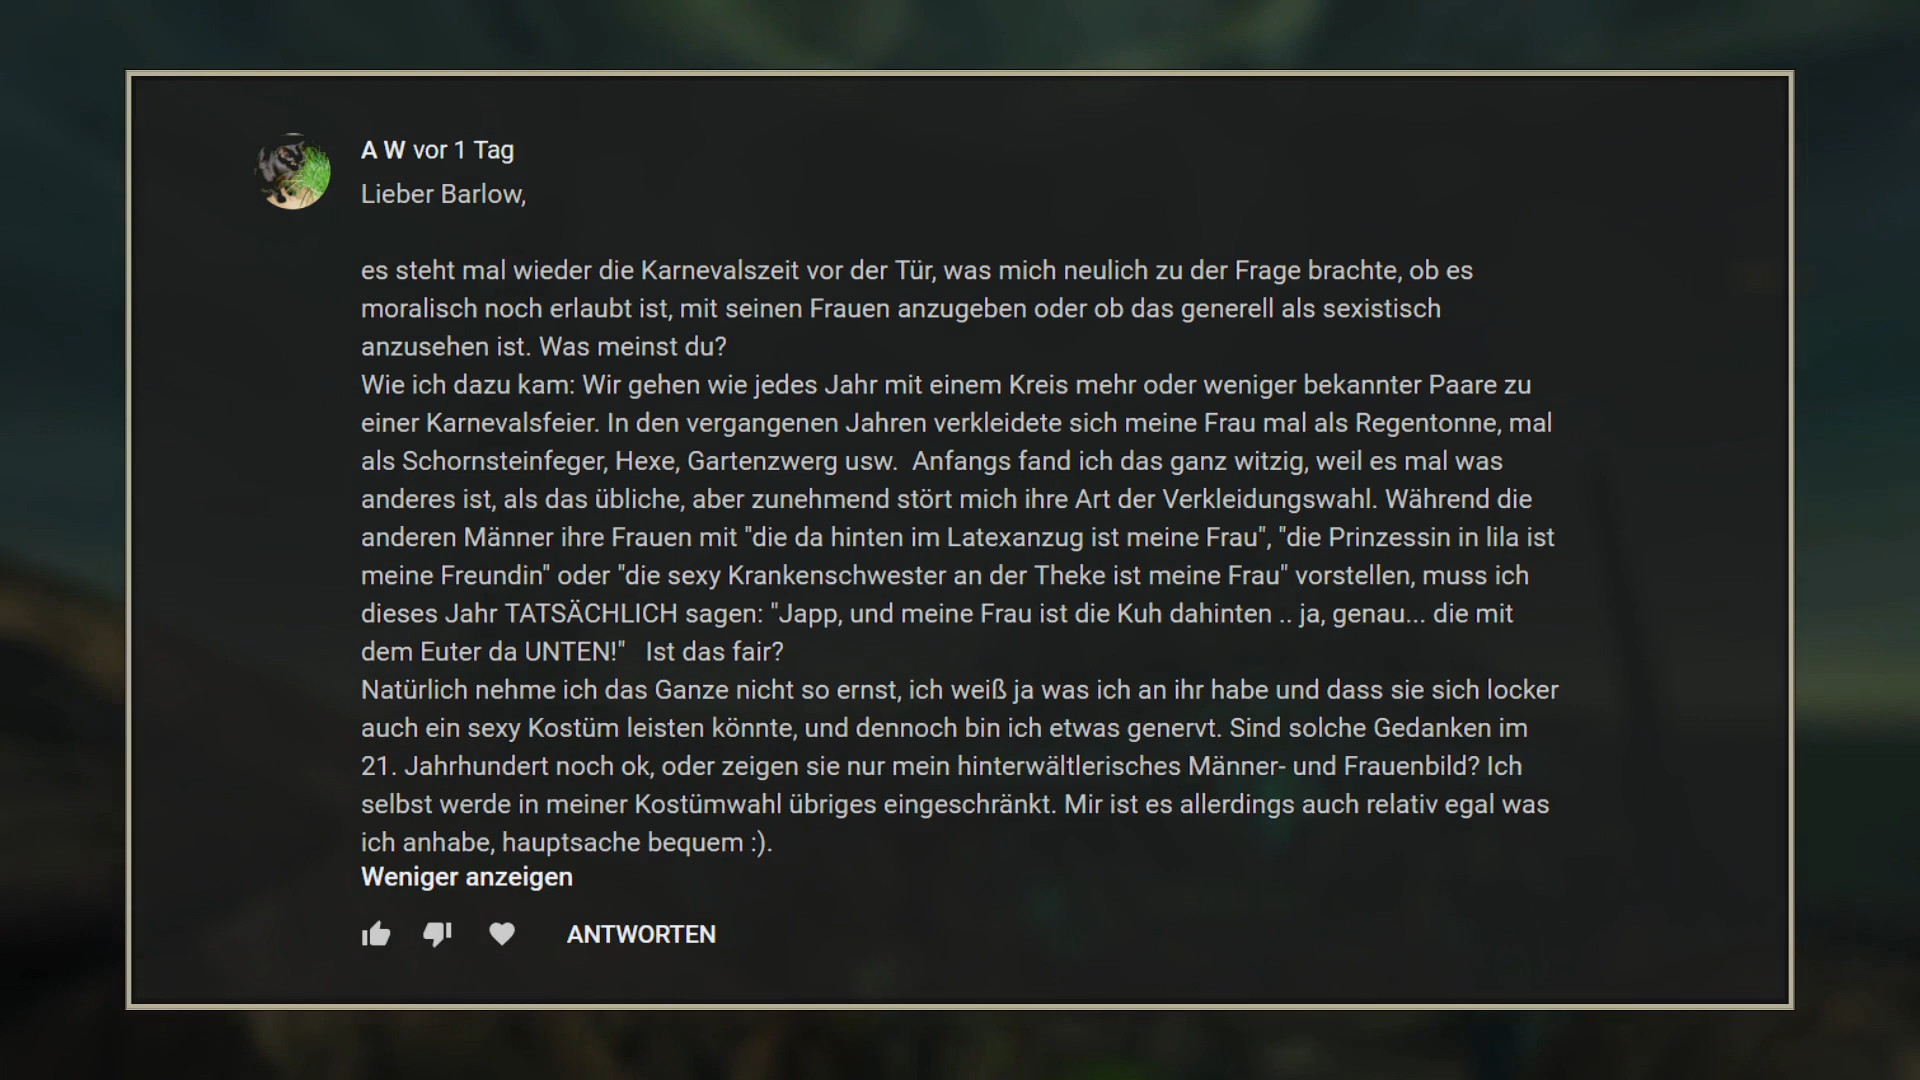 A W vor 1 Tag
Lieber Barlow,
es steht mal wieder die Karnevalszeit vor der Tür, was mich neulich zu der Frage brachte, ob es
moralisch noch erlaubt ist, mit seinen Frauen anzugeben oder ob das generell als sexistisch
anzusehen ist. Was meinst du?
Wie ich dazu kam: Wir gehen wie jedes Jahr mit einem Kreis mehr oder weniger bekannter Paare zu
einer Karnevalsfeier. In den vergangenen Jahren verkleidete sich meine Frau mal als Regentonne, mal
als Schornsteinfeger, Hexe, Gartenzwerg usw.  Anfangs fand ich das ganz witzig, weil es mal was
anderes ist, als das übliche, aber zunehmend stört mich ihre Art der Verkleidungswahl. Während die
anderen Männer ihre Frauen mit "die da hinten im Latexanzug ist meine Frau", "die Prinzessin in lila ist
meine Freundin" oder "die sexy Krankenschwester an der Theke ist meine Frau" vorstellen, muss ich
dieses Jahr TATSÄCHLICH sagen: "Japp, und meine Frau ist die Kuh dahinten .. ja, genau... die mit
dem Euter da UNTEN!"   Ist das fair?
Natürlich nehme ich das Ganze nicht so ernst, ich weiß ja was ich an ihr habe und dass sie sich locker
auch ein sexy Kostüm leisten könnte, und dennoch bin ich etwas genervt. Sind solche Gedanken im
21. Jahrhundert noch ok, oder zeigen sie nur mein hinterwältlerisches Männer- und Frauenbild? Ich
selbst werde in meiner Kostümwahl übriges eingeschränkt. Mir ist es allerdings auch relativ egal was
ich anhabe, hauptsache bequem :).
Weniger anzeigen
ANTWORTEN